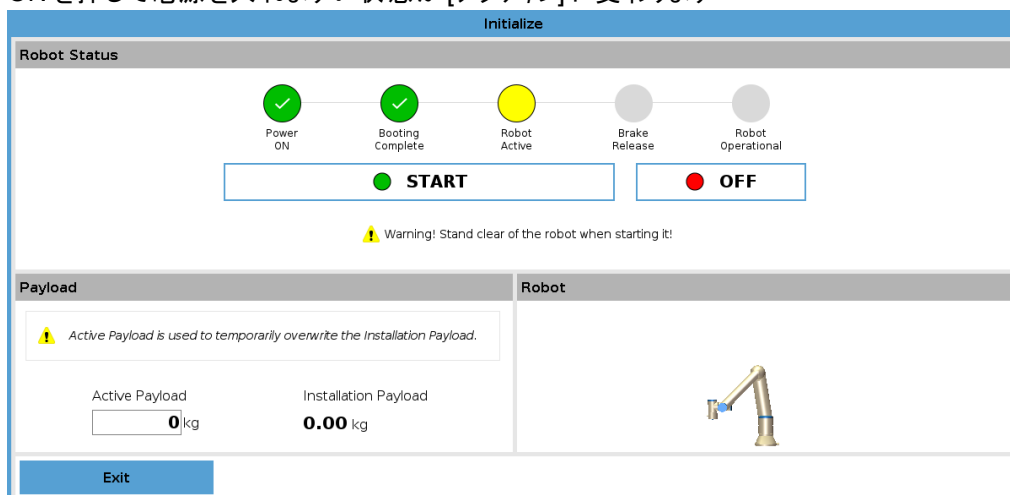 Initialize
Robot Status
Power ON
Booting Complete
Robot Active
Brake Release
Robot Operational
START
OFF
Warning! Stand clear of the robot when starting it!
Payload
Robot
Active Payload is used to temporarily overwrite the Installation Payload.
Active Payload
Installation Payload
0 kg
0.00 kg
Exit